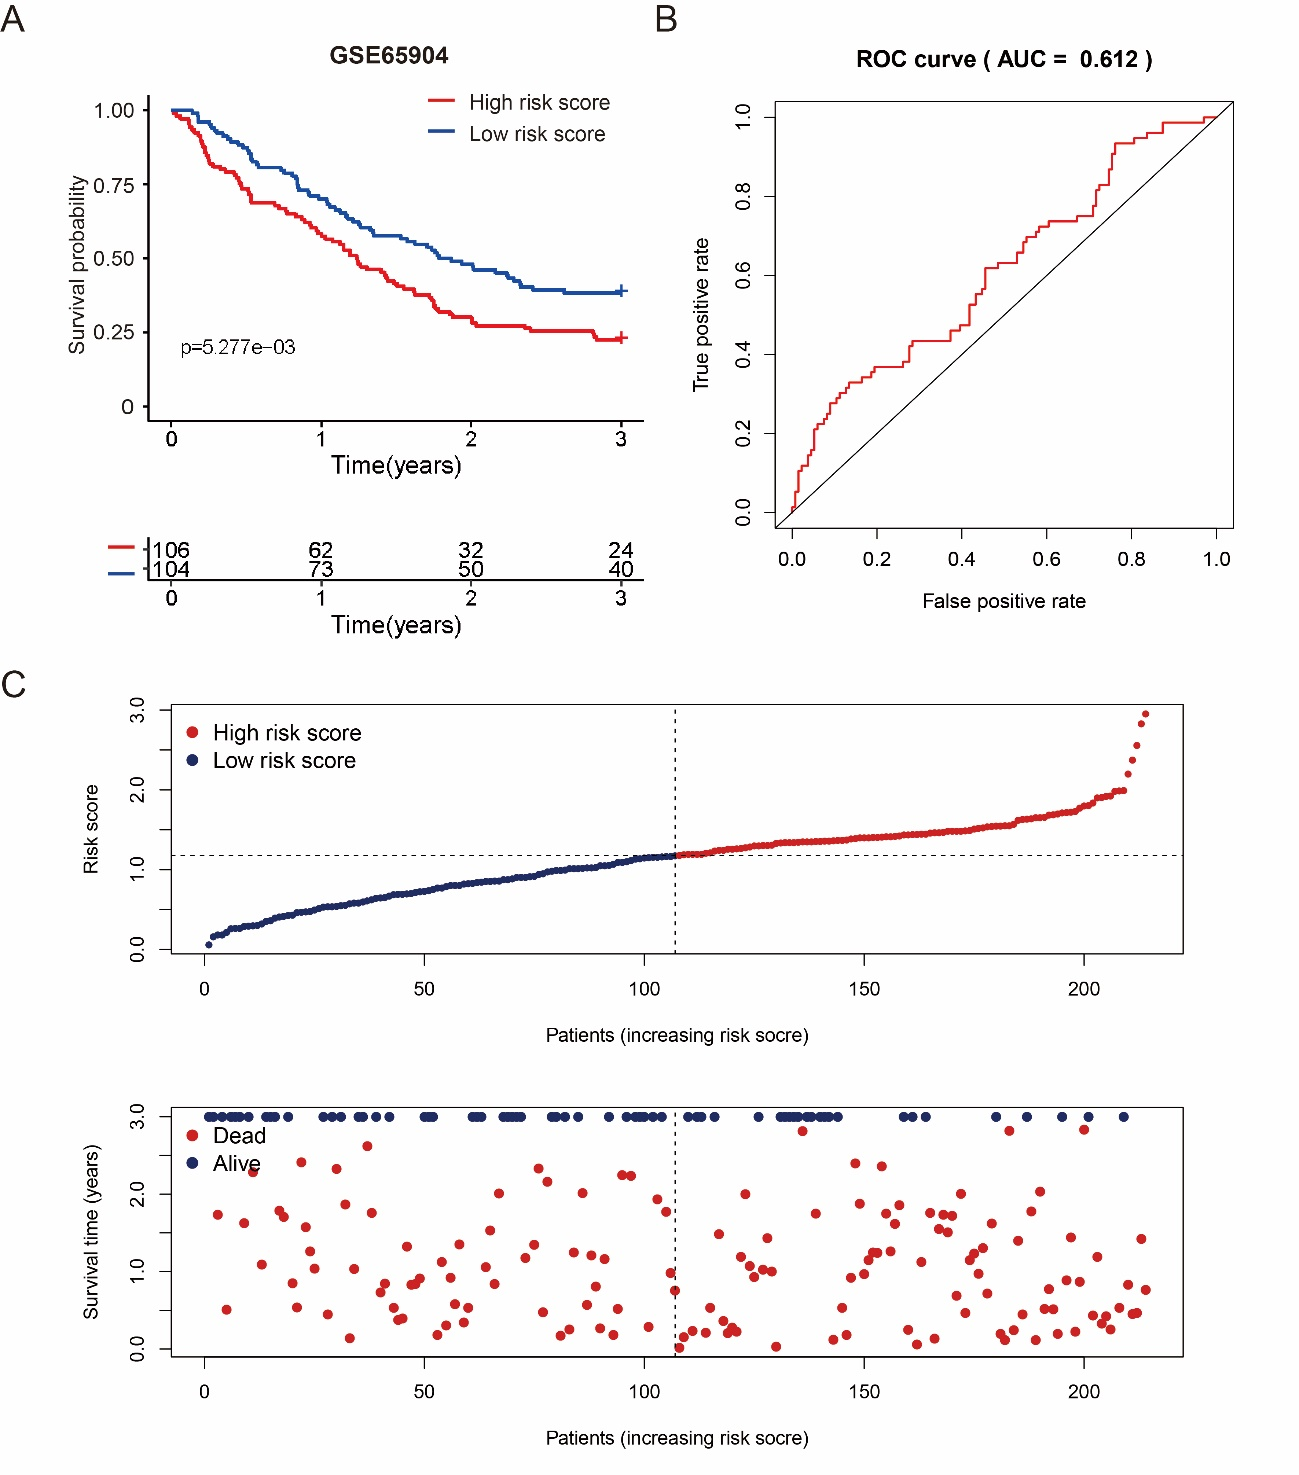 A
GSE65904
High risk score
Low risk score
1.00
0.75
0.50
0.25
0
Survival probability
p=5.277e−03
0 1 2 3
Time(years)
106 62 32 24
104 73 50 40
0 1 2 3
Time(years)
B
ROC curve ( AUC = 0.612 )
1.0
0.8
0.6
0.4
0.2
0.0
True positive rate
0.0 0.2 0.4 0.6 0.8 1.0
False positive rate
C
High risk score
Low risk score
3.0
2.0
1.0
0.0
Risk score
0 50 100 150 200
Patients (increasing risk socre)
Dead
Alive
3.0
2.0
1.0
0.0
Survival time (years)
0 50 100 150 200
Patients (increasing risk socre)